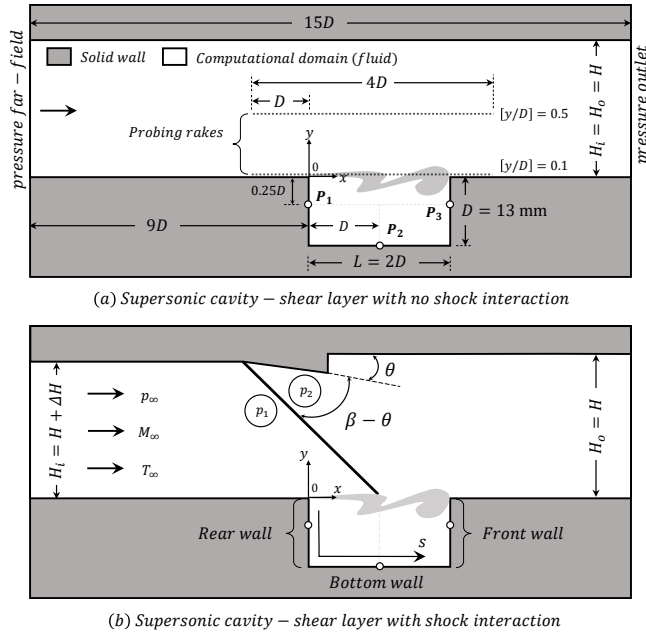 15D
Solid wall
Computational domain (fluid)
pressure far − field
pressure outlet
H_i = H_o = H
4D
D
[y/D] = 0.5
Probing rakes
y
[y/D] = 0.1
0
x
0.25D
P_1
P_3
D = 13 mm
9D
D
P_2
L = 2D
(a) Supersonic cavity − shear layer with no shock interaction
θ
p_2
p_1
β − θ
H_i = H + ΔH
p_∞
M_∞
T_∞
H_o = H
y
0
x
Rear wall
Front wall
s
Bottom wall
(b) Supersonic cavity − shear layer with shock interaction